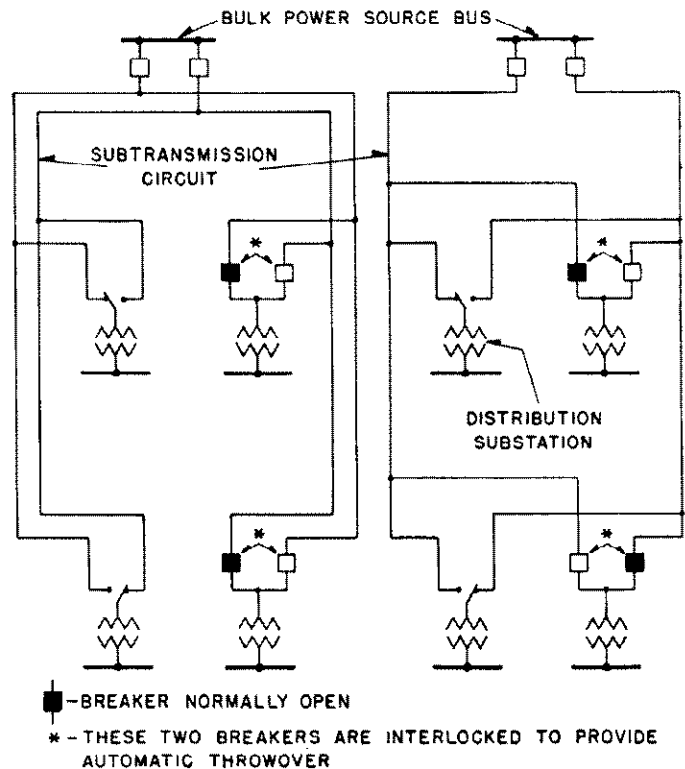 BULK POWER SOURCE BUS
SUBTRANSMISSION
CIRCUIT
*
*
DISTRIBUTION
SUBSTATION
*
*
-BREAKER NORMALLY OPEN
* - THESE TWO BREAKERS ARE INTERLOCKED TO PROVIDE
AUTOMATIC THROWOVER